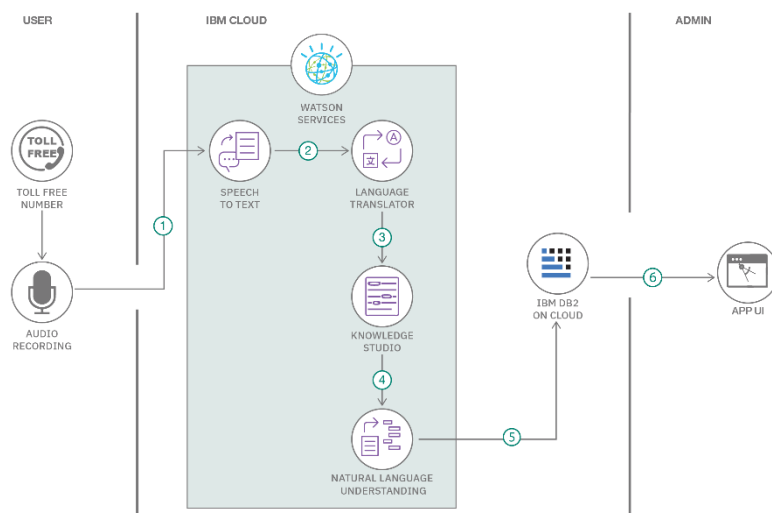 USER
IBM CLOUD
ADMIN
WATSON
SERVICES
TOLL
FREE
TOLL FREE
NUMBER
A
文
SPEECH
TO TEXT
2
LANGUAGE
TRANSLATOR
1
3
AUDIO
RECORDING
KNOWLEDGE
STUDIO
IBM DB2
ON CLOUD
6
APP UI
4
5
NATURAL LANGUAGE
UNDERSTANDING